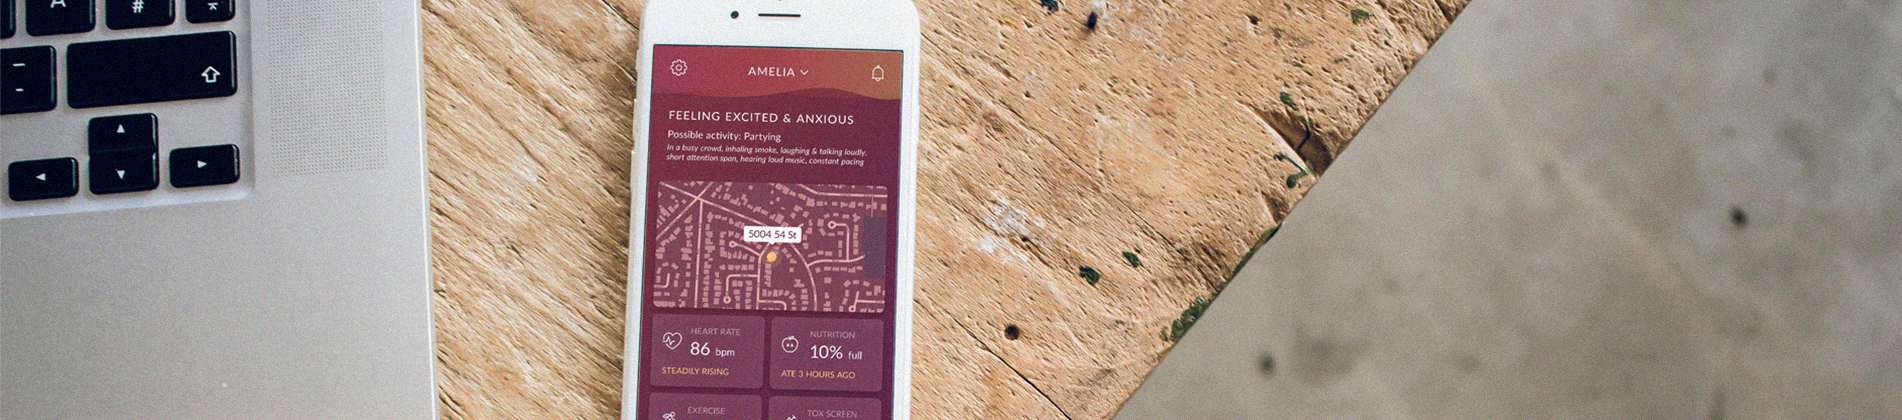 A
#
AMELIA
FEELING EXCITED & ANXIOUS
Possible activity: Partying
In a busy crowd, inhaling smoke, laughing & talking loudly,
short attention span, hearing loud music, constant pacing
5004 54 St
HEART RATE
86 bpm
STEADILY RISING
NUTRITION
10% full
ATE 3 HOURS AGO
EXERCISE
TOX SCREEN